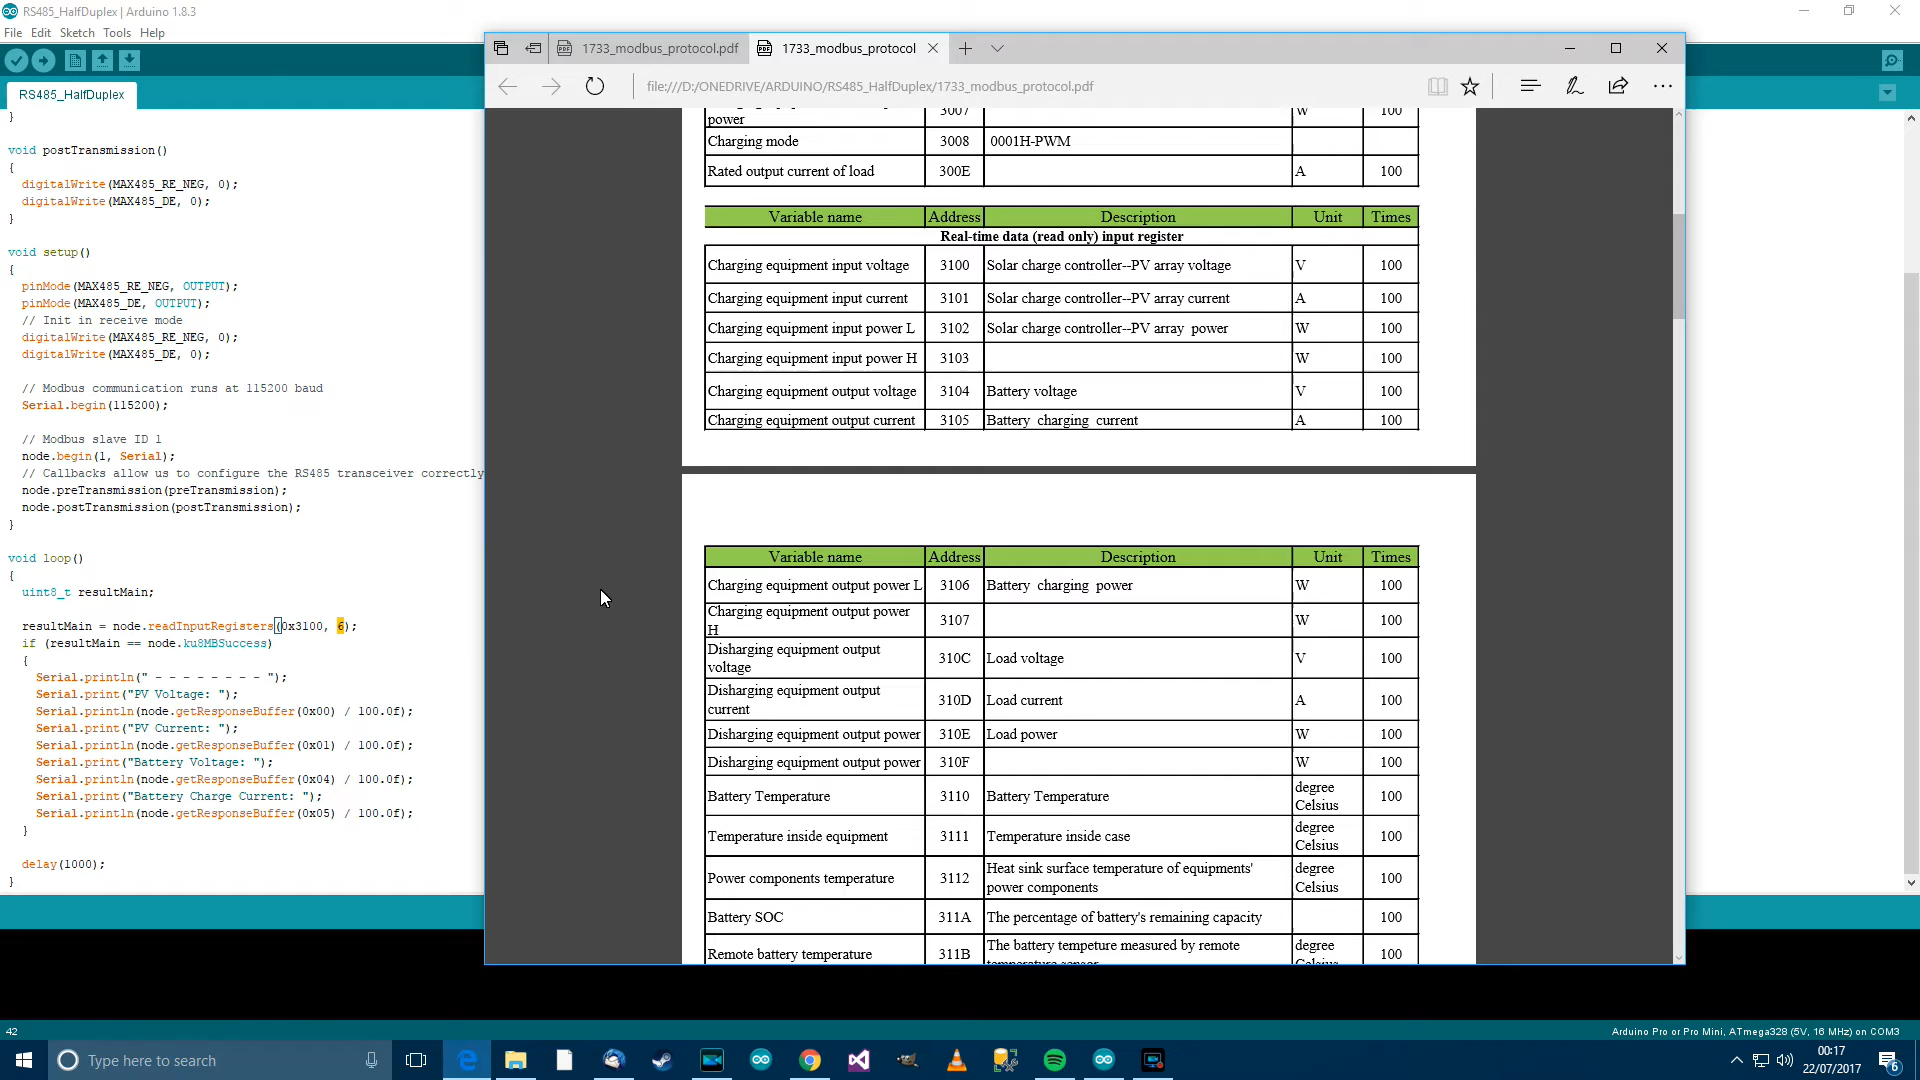 RS485_HalfDuplex | Arduino 1.8.3
File Edit Sketch Tools Help
RS485_HalfDuplex
}
void postTransmission()
{
digitalWrite(MAX485_RE_NEG, 0);
digitalWrite(MAX485_DE, 0);
}
void setup()
{
pinMode(MAX485_RE_NEG, OUTPUT);
pinMode(MAX485_DE, OUTPUT);
// Init in receive mode
digitalWrite(MAX485_RE_NEG, 0);
digitalWrite(MAX485_DE, 0);
// Modbus communication runs at 115200 baud
Serial.begin(115200);
// Modbus slave ID 1
node.begin(1, Serial);
// Callbacks allow us to configure the RS485 transceiver correctly
node.preTransmission(preTransmission);
node.postTransmission(postTransmission);
}
void loop()
{
uint8_t resultMain;
resultMain = node.readInputRegisters(0x3100, 6);
if (resultMain == node.ku8MBSuccess)
{
Serial.println(" - - - - - - - - ");
Serial.print("PV Voltage: ");
Serial.println(node.getResponseBuffer(0x00) / 100.0f);
Serial.print("PV Current: ");
Serial.println(node.getResponseBuffer(0x01) / 100.0f);
Serial.print("Battery Voltage: ");
Serial.println(node.getResponseBuffer(0x04) / 100.0f);
Serial.print("Battery Charge Current: ");
Serial.println(node.getResponseBuffer(0x05) / 100.0f);
}
delay(1000);
}
1733_modbus_protocol.pdf 1733_modbus_protocol
file:///D:/ONEDRIVE/ARDUINO/RS485_HalfDuplex/1733_modbus_protocol.pdf
power 3007 W 100
Charging mode 3008 0001H-PWM
Rated output current of load 300E A 100
Variable name Address Description Unit Times
Real-time data (read only) input register
Charging equipment input voltage 3100 Solar charge controller--PV array voltage V 100
Charging equipment input current 3101 Solar charge controller--PV array current A 100
Charging equipment input power L 3102 Solar charge controller--PV array power W 100
Charging equipment input power H 3103 W 100
Charging equipment output voltage 3104 Battery voltage V 100
Charging equipment output current 3105 Battery charging current A 100
Variable name Address Description Unit Times
Charging equipment output power L 3106 Battery charging power W 100
Charging equipment output power
H 3107 W 100
Disharging equipment output
voltage 310C Load voltage V 100
Disharging equipment output
current 310D Load current A 100
Disharging equipment output power 310E Load power W 100
Disharging equipment output power 310F W 100
Battery Temperature 3110 Battery Temperature degree
Celsius 100
Temperature inside equipment 3111 Temperature inside case degree
Celsius 100
Power components temperature 3112 Heat sink surface temperature of equipments'
power components degree
Celsius 100
Battery SOC 311A The percentage of battery's remaining capacity 100
Remote battery temperature 311B The battery tempeture measured by remote
temperature sensor degree
Celsius 100
42
Arduino Pro or Pro Mini, ATmega328 (5V, 16 MHz) on COM3
Type here to search
00:17
22/07/2017
6